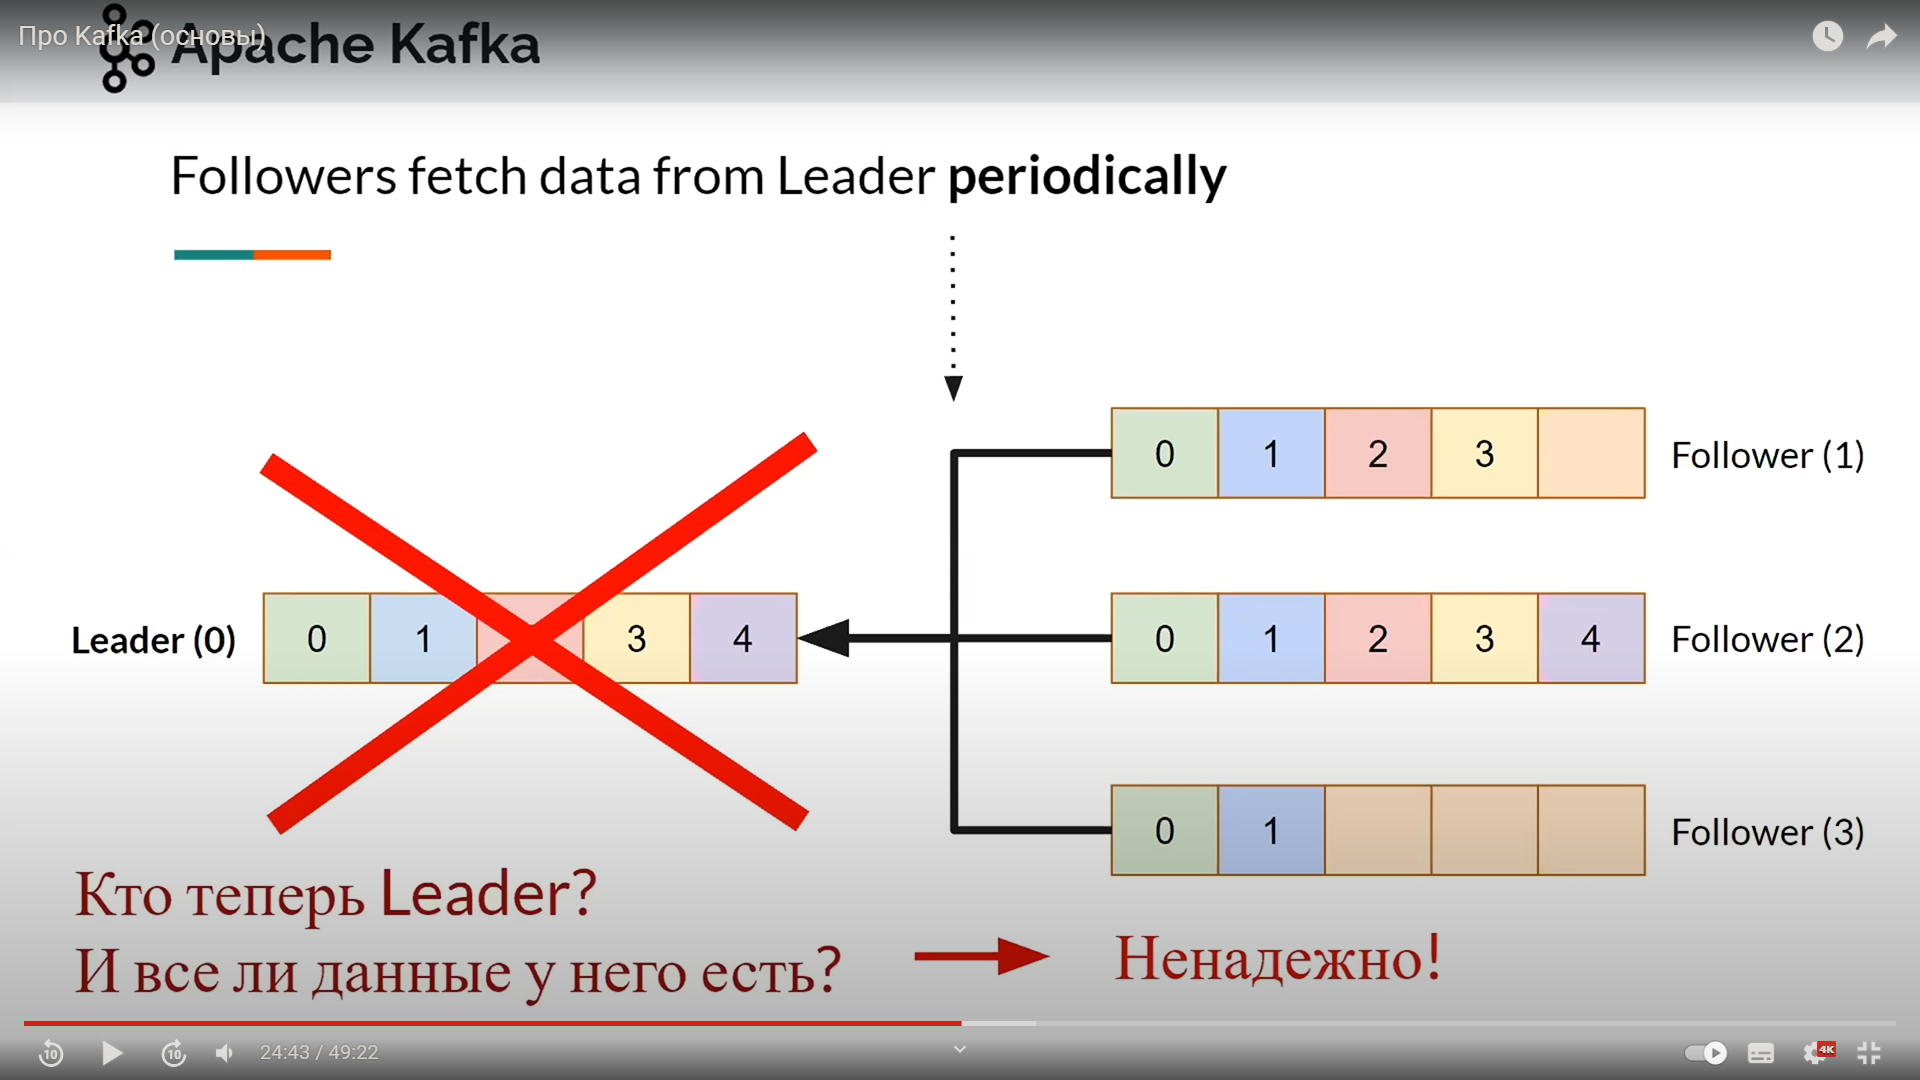 Про Kafka (основы)
Apache Kafka
Followers fetch data from Leader periodically
0 1 2 3 Follower (1)
Leader (0) 0 1 3 4
0 1 2 3 4 Follower (2)
0 1 Follower (3)
Кто теперь Leader?
И все ли данные у него есть?
Ненадежно!
10 10 24:43 / 49:22 4K